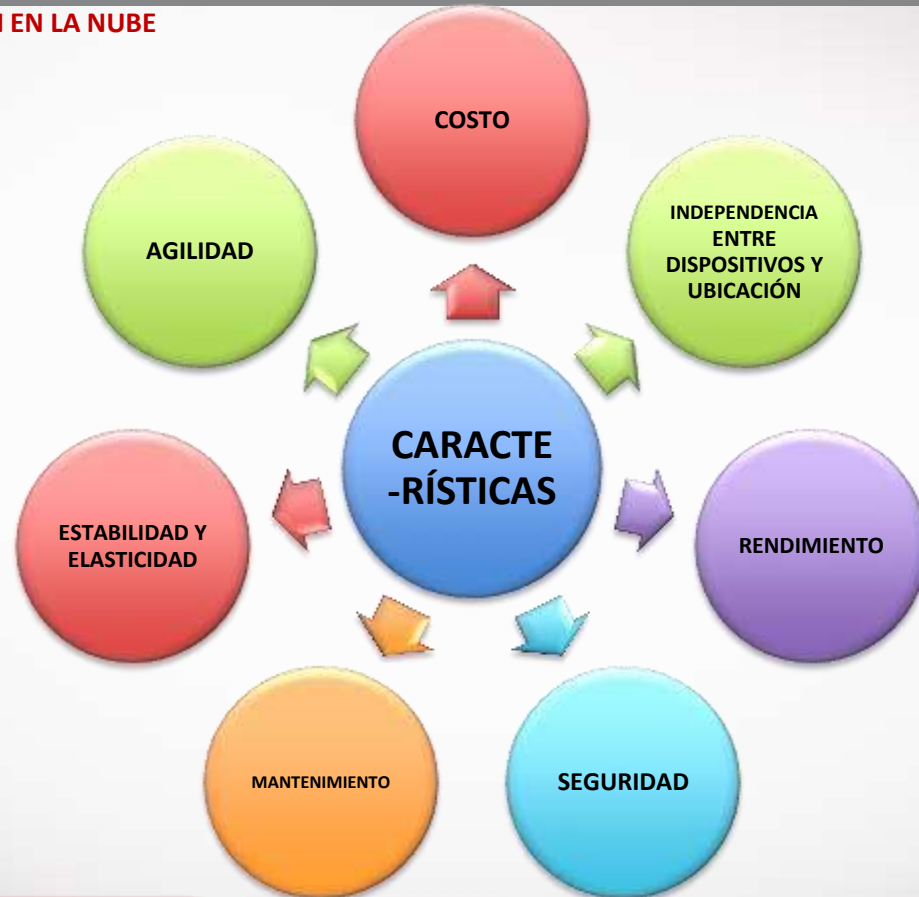 EN LA NUBE
COSTO
INDEPENDENCIA
ENTRE
DISPOSITIVOS Y
UBICACIÓN
RENDIMIENTO
SEGURIDAD
MANTENIMIENTO
ESTABILIDAD Y
ELASTICIDAD
AGILIDAD
CARACTE
-RÍSTICAS